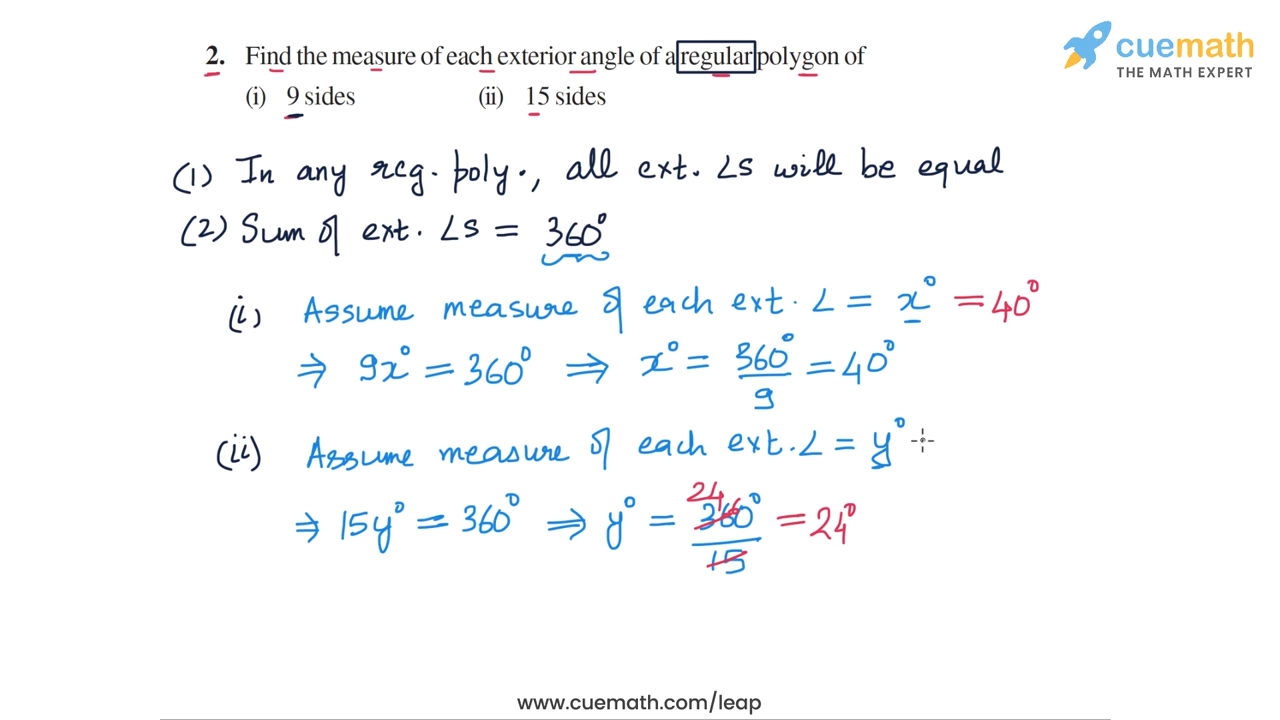 cuemath
THE MATH EXPERT
2. Find the measure of each exterior angle of a regular polygon of
(i) 9 sides (ii) 15 sides
(1) In any reg. poly., all ext. ∠s will be equal
(2) Sum of ext. ∠s = 360°
(i) Assume measure of each ext. ∠ = x° = 40°
⇒ 9x° = 360° ⇒ x° = 360°/9 = 40°
(ii) Assume measure of each ext. ∠ = y°
24
⇒ 15y° = 360° ⇒ y° = 360°/15 = 24°
www.cuemath.com/leap